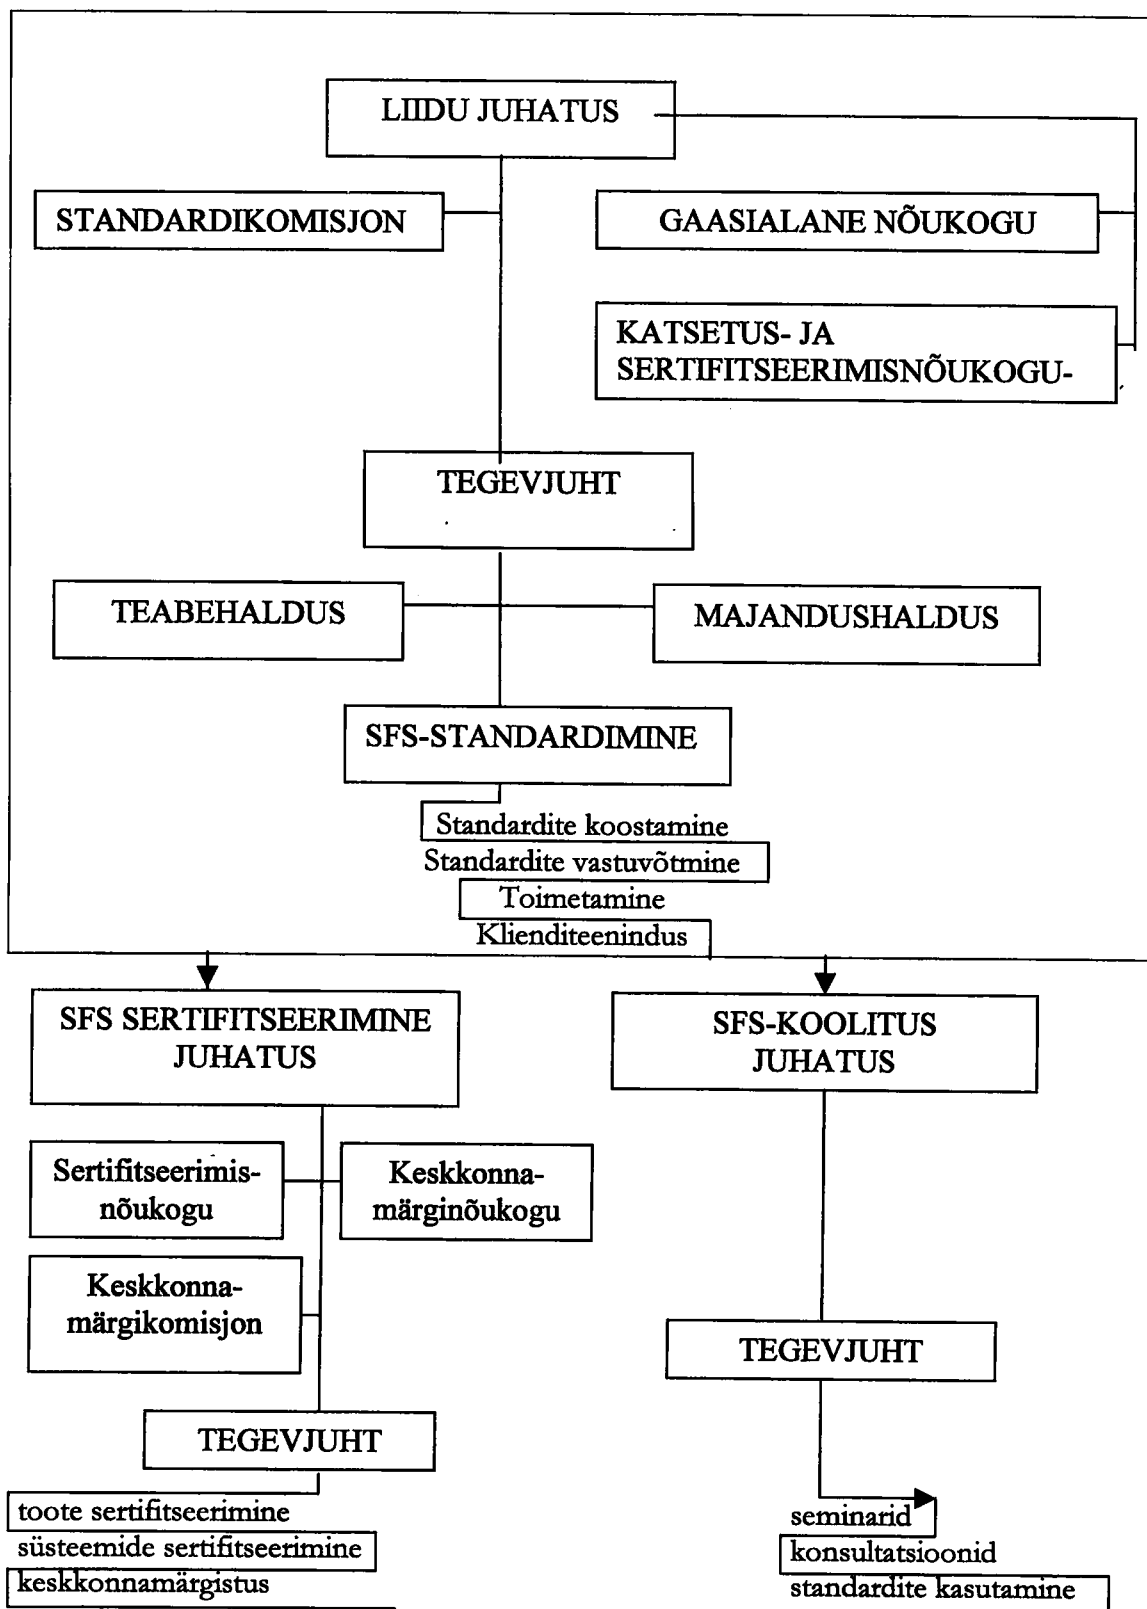 LIIDU JUHATUS
STANDARDIKOMISJON
GAASIALANE NÕUKOGU
KATSETUS- JA
SERTIFITSEERIMISNÕUKOGU-
TEGEVJUHT
TEABEHALDUS
MAJANDUSHALDUS
SFS-STANDARDIMINE
Standardite koostamine
Standardite vastuvõtmine
Toimetamine
Klienditeenindus
SFS SERTIFITSEERIMINE
JUHATUS
SFS-KOOLITUS
JUHATUS
Sertifitseerimis-
nõukogu
Keskkonna-
märginõukogu
Keskkonna-
märgikomisjon
TEGEVJUHT
TEGEVJUHT
toote sertifitseerimine
süsteemide sertifitseerimine
keskkonnamärgistus
seminarid
konsultatsioonid
standardite kasutamine